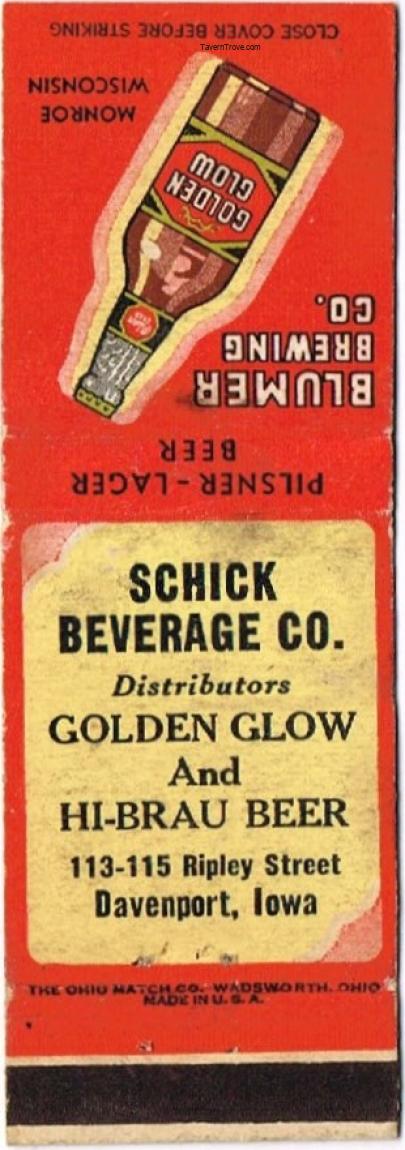 CLOSE COVER BEFORE STRIKING
TavernTrove.com
MONROE
WISCONSIN
GOLDEN
GLOW
BLUMER
BREWING
CO.
PILSNER-LAGER
BEER
SCHICK
BEVERAGE CO.
Distributors
GOLDEN GLOW
And
HI-BRAU BEER
113-115 Ripley Street
Davenport, Iowa
THE OHIO MATCH CO. WADSWORTH, OHIO
MADE IN U. S. A.